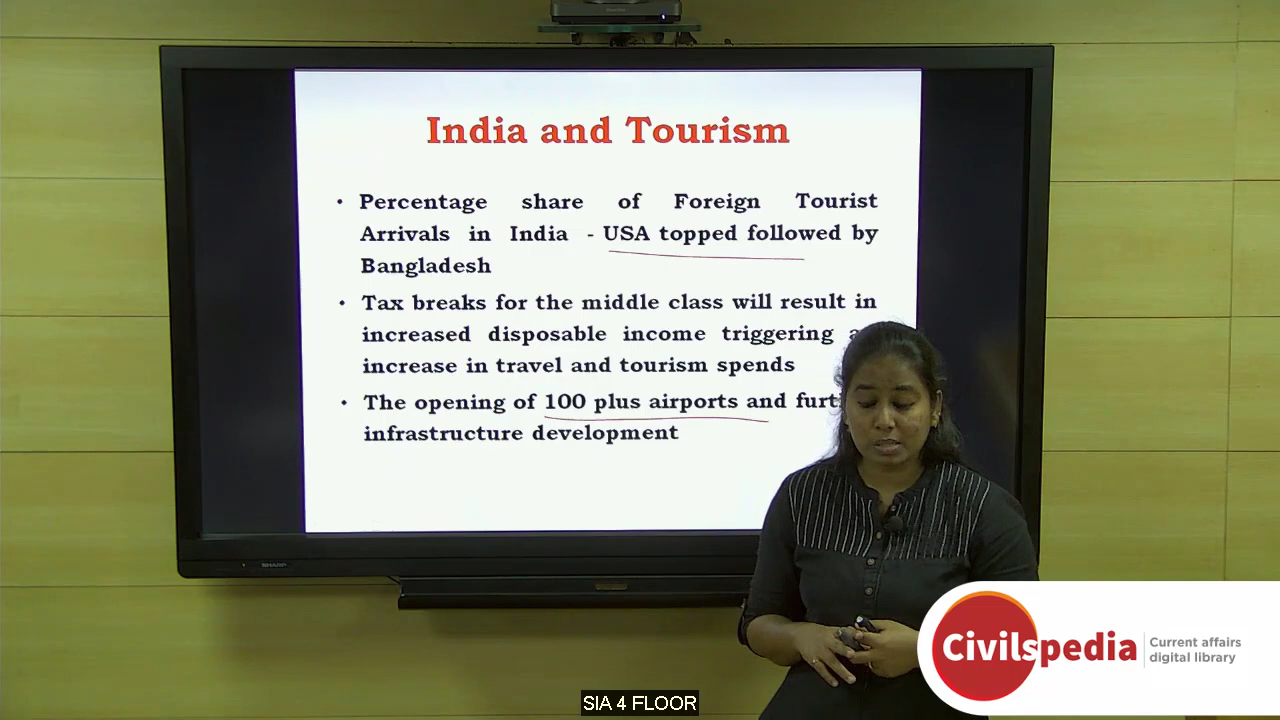 India and Tourism
• Percentage share of Foreign Tourist
Arrivals in India - USA topped followed by
Bangladesh
• Tax breaks for the middle class will result in
increased disposable income triggering
increase in travel and tourism spends
• The opening of 100 plus airports and
infrastructure development
SHARP
Civilspedia
Current affairs
digital library
SIA 4 FLOOR